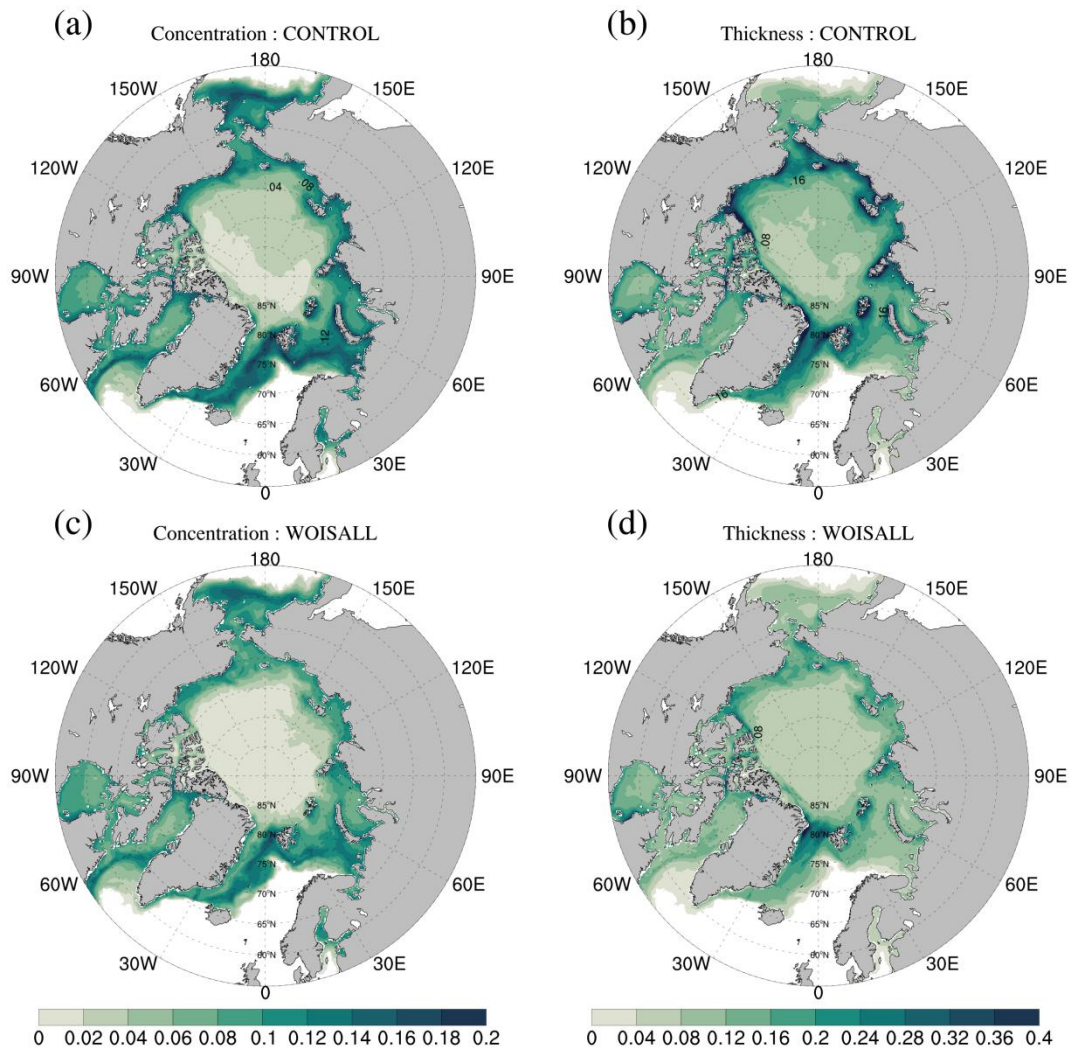 (a)
Concentration : CONTROL
180
150W
150E
120W
120E
90W
90E
60W
60E
30W
30E
0
.04
.08
.12
85°N
80°N
75°N
70°N
65°N
60°N
(b)
Thickness : CONTROL
180
150W
150E
120W
120E
90W
90E
60W
60E
30W
30E
0
.16
.08
.16
.16
85°N
80°N
75°N
70°N
65°N
60°N
(c)
Concentration : WOISALL
180
150W
150E
120W
120E
90W
90E
60W
60E
30W
30E
0
85°N
80°N
75°N
70°N
65°N
60°N
(d)
Thickness : WOISALL
180
150W
150E
120W
120E
90W
90E
60W
60E
30W
30E
0
.08
85°N
80°N
75°N
70°N
65°N
60°N
0 0.02 0.04 0.06 0.08 0.1 0.12 0.14 0.16 0.18 0.2
0 0.04 0.08 0.12 0.16 0.2 0.24 0.28 0.32 0.36 0.4